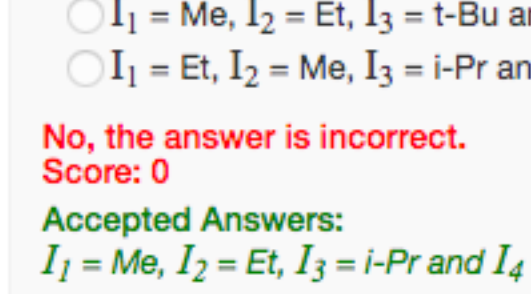 I₁ = Me, I₂ = Et, I₃ = t-Bu
I₁ = Et, I₂ = Me, I₃ = i-Pr
No, the answer is incorrect.
Score: 0
Accepted Answers:
I₁ = Me, I₂ = Et, I₃ = i-Pr and I₄